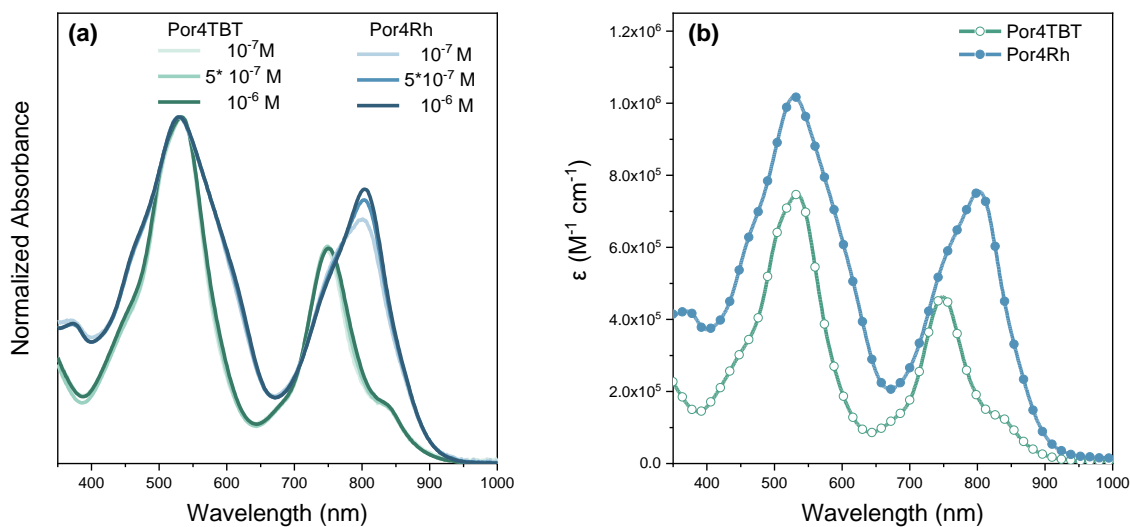 (a)
Por4TBT Por4Rh
10⁻⁷M 10⁻⁷ M
5* 10⁻⁷ M 5*10⁻⁷ M
10⁻⁶ M 10⁻⁶ M
Normalized Absorbance
400 500 600 700 800 900 1000
Wavelength (nm)
(b)
Por4TBT
Por4Rh
1.2x10⁶
1.0x10⁶
8.0x10⁵
6.0x10⁵
4.0x10⁵
2.0x10⁵
0.0
ε (M⁻¹ cm⁻¹)
400 500 600 700 800 900 1000
Wavelength (nm)